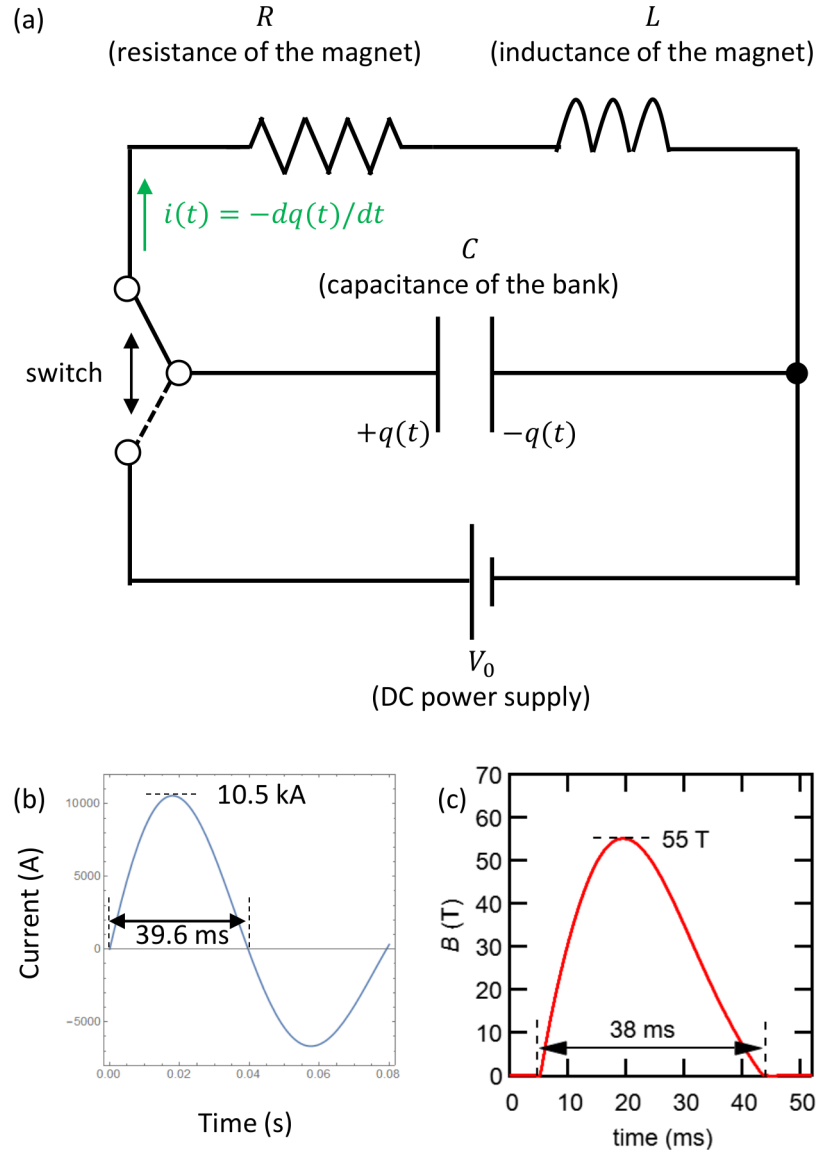 (a)
R
(resistance of the magnet)
L
(inductance of the magnet)
i(t) = −dq(t)/dt
C
(capacitance of the bank)
switch
+q(t)
−q(t)
V₀
(DC power supply)
(b)
10.5 kA
39.6 ms
10000
5000
0
−5000
0.00
0.02
0.04
0.06
0.08
Current (A)
Time (s)
(c)
55 T
38 ms
70
60
50
40
30
20
10
0
0
10
20
30
40
50
B (T)
time (ms)